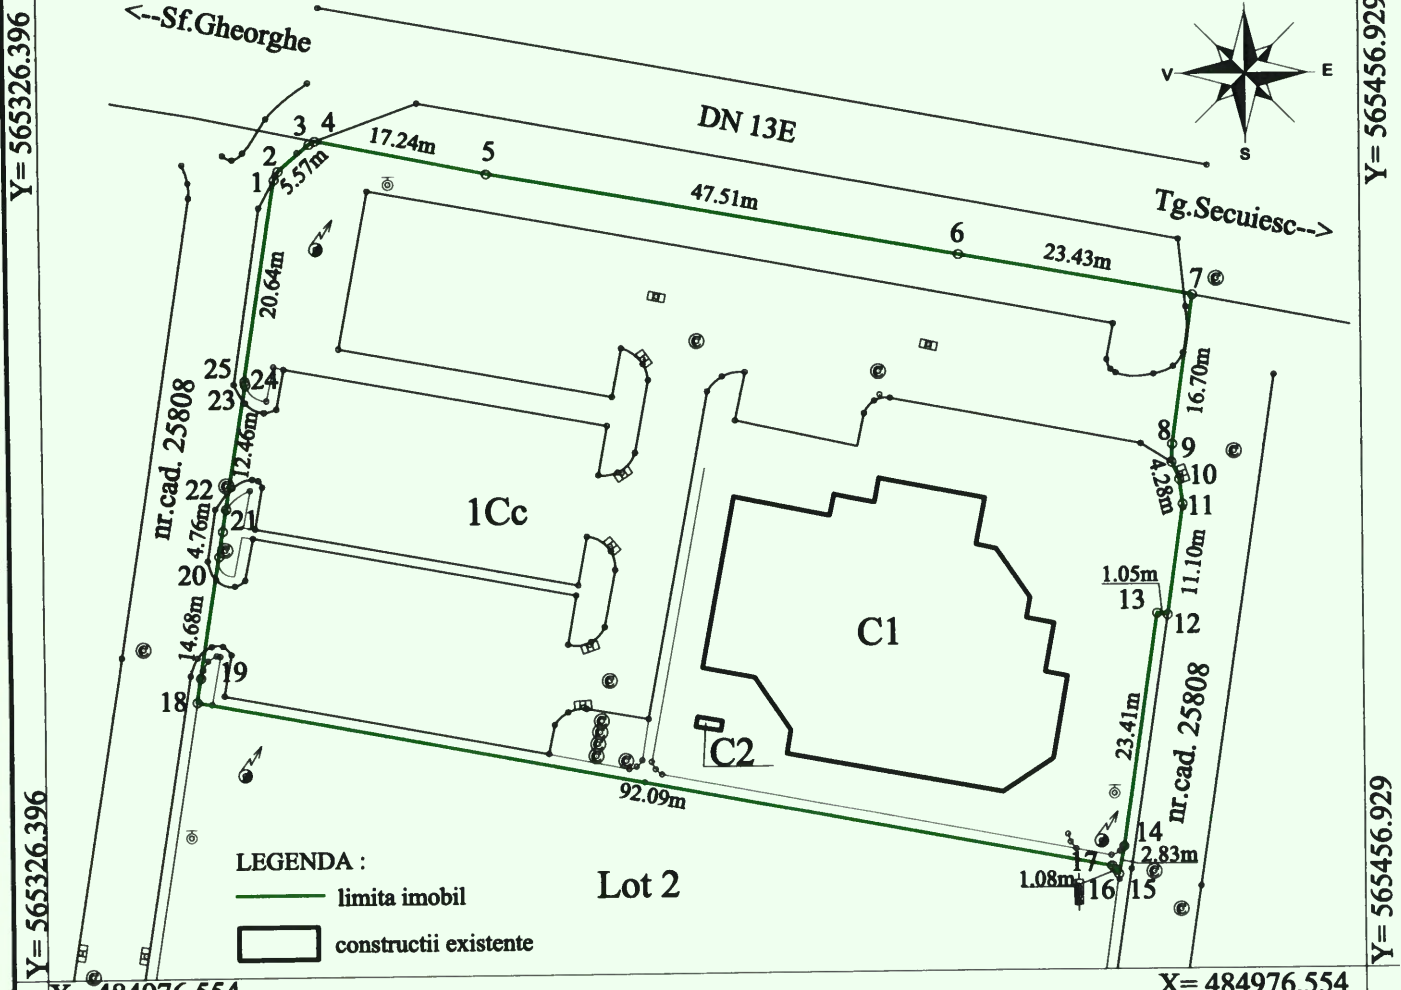 <--Sf.Gheorghe
Y= 565326.396
Y= 565456.929
V
E
S
DN 13E
Tg.Secuiesc-->
3
4
17.24m
5
2
1
5.57m
47.51m
6
23.43m
7
20.64m
16.70m
25
24
23
nr.cad. 25808
12.46m
8
9
10
4.28m
11
22
21
4.76m
1Cc
20
11.10m
1.05m
13
12
C1
14.68m
19
18
nr.cad. 25808
23.41m
C2
92.09m
14
2.83m
17
1.08m
16
15
LEGENDA :
limita imobil
constructii existente
Lot 2
Y= 565326.396
Y= 565456.929
X= 484976.554
X= 484976.554